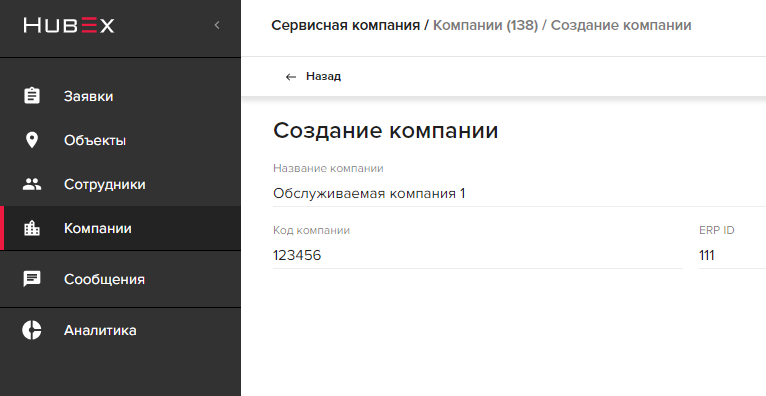 HUBEX
Сервисная компания / Компании (138) / Создание компании
Назад
Заявки
Объекты
Сотрудники
Компании
Сообщения
Аналитика
Создание компании
Название компании
Обслуживаемая компания 1
Код компании
ERP ID
123456
111